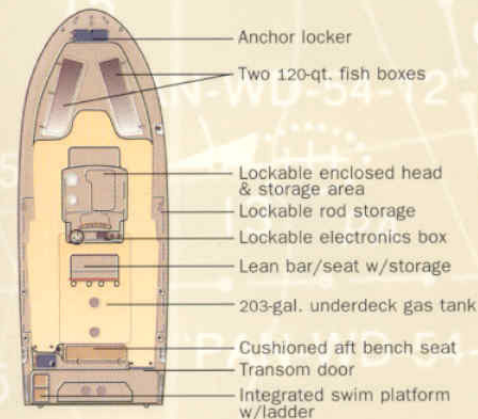 Anchor locker
Two 120-qt. fish boxes
Lockable enclosed head
& storage area
Lockable rod storage
Lockable electronics box
Lean bar/seat w/storage
203-gal. underdeck gas tank
Cushioned aft bench seat
Transom door
Integrated swim platform
w/ladder